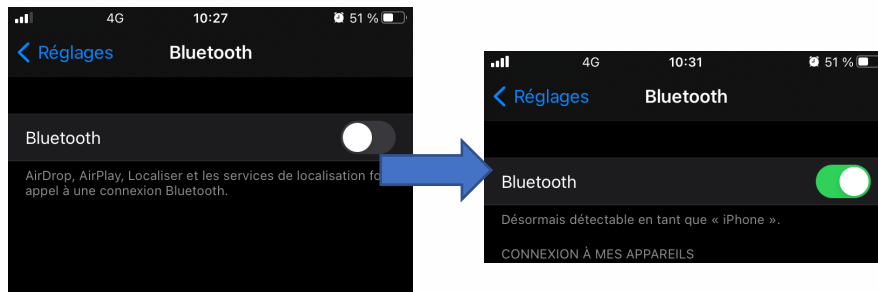 4G 10:27 51 %
Réglages Bluetooth
Bluetooth
AirDrop, AirPlay, Localiser et les services de localisation
appel à une connexion Bluetooth.
4G 10:31 51 %
Réglages Bluetooth
Bluetooth
Désormais détectable en tant que « iPhone ».
CONNEXION À MES APPAREILS